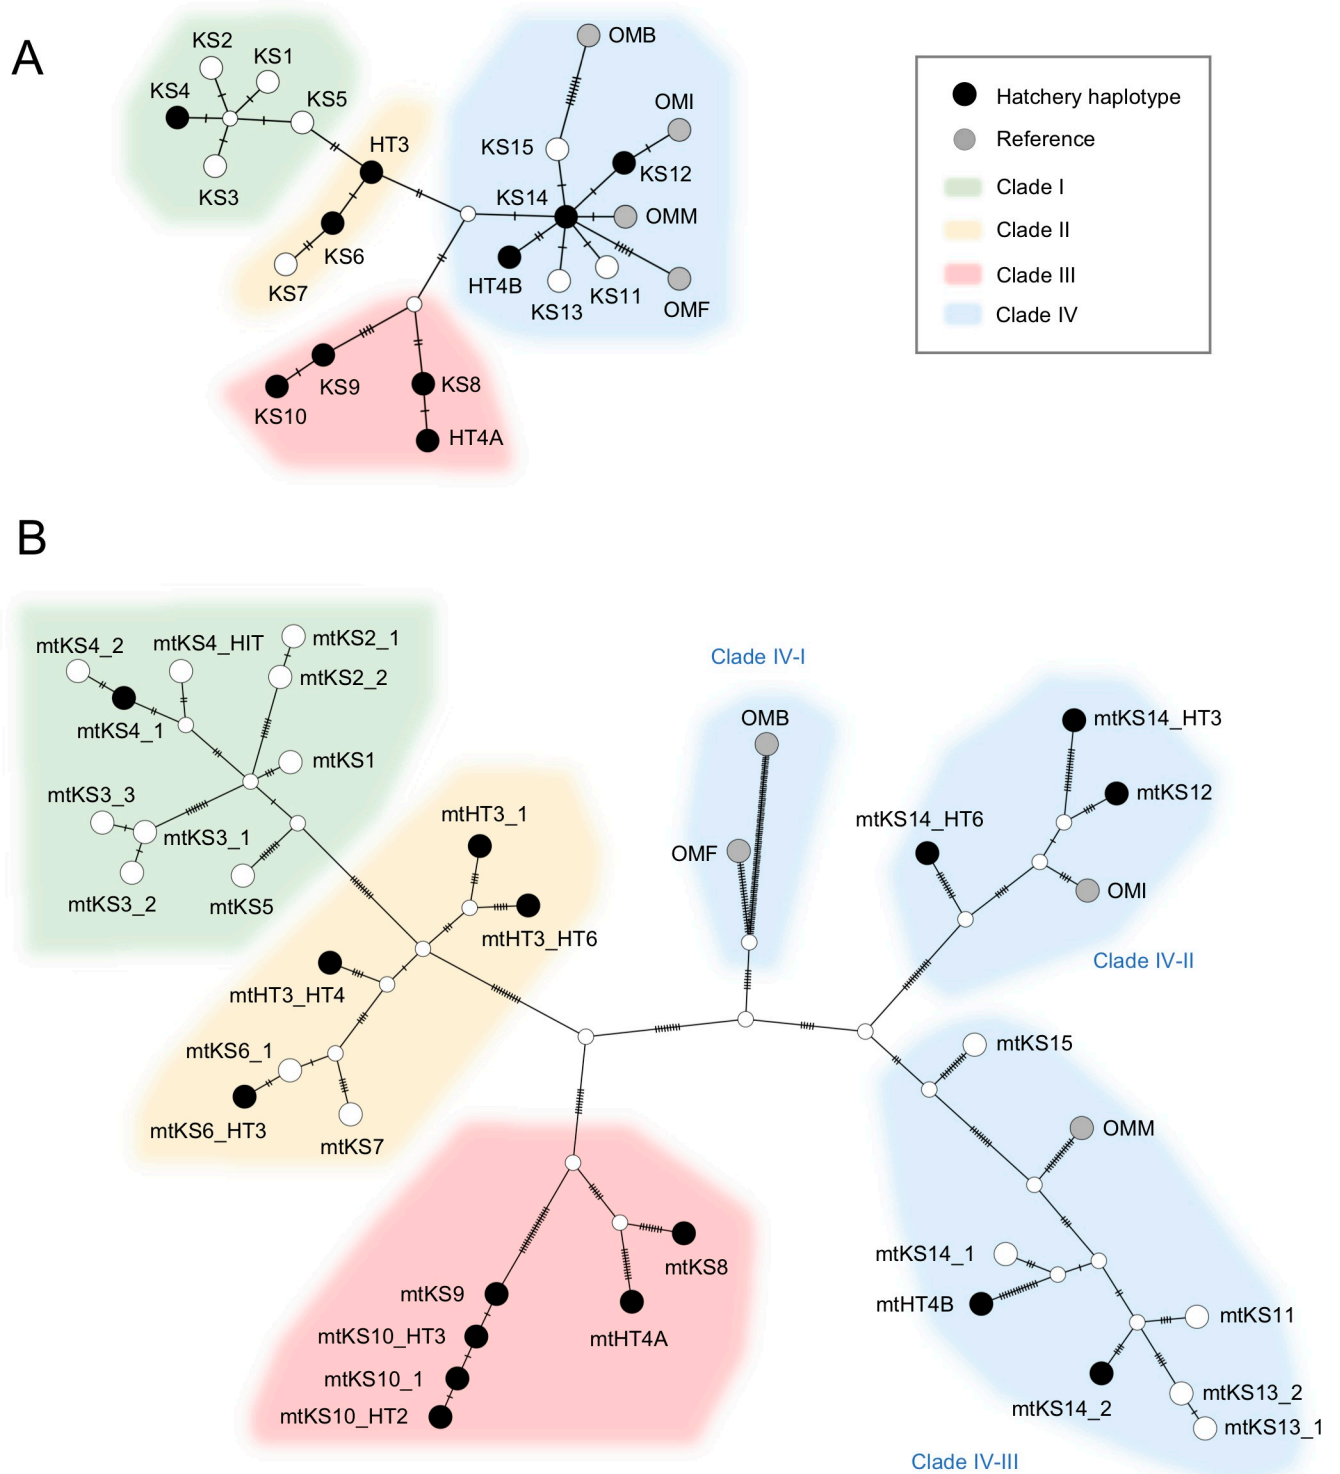 A
KS2
KS1
KS4
KS5
KS3
HT3
KS6
KS7
OMB
OMI
KS15
KS12
KS14
OMM
HT4B
KS13
KS11
OMF
KS9
KS8
KS10
HT4A
Hatchery haplotype
Reference
Clade I
Clade II
Clade III
Clade IV
B
mtKS4_2
mtKS4_HIT
mtKS2_1
mtKS2_2
mtKS4_1
mtKS1
mtKS3_3
mtKS3_1
mtKS3_2
mtKS5
mtHT3_1
mtHT3_HT6
mtHT3_HT4
mtKS6_1
mtKS6_HT3
mtKS7
Clade IV-I
OMB
OMF
mtKS14_HT3
mtKS12
mtKS14_HT6
OMI
Clade IV-II
mtKS15
OMM
mtKS14_1
mtHT4B
mtKS11
mtKS14_2
mtKS13_2
mtKS13_1
Clade IV-III
mtKS8
mtHT4A
mtKS9
mtKS10_HT3
mtKS10_1
mtKS10_HT2